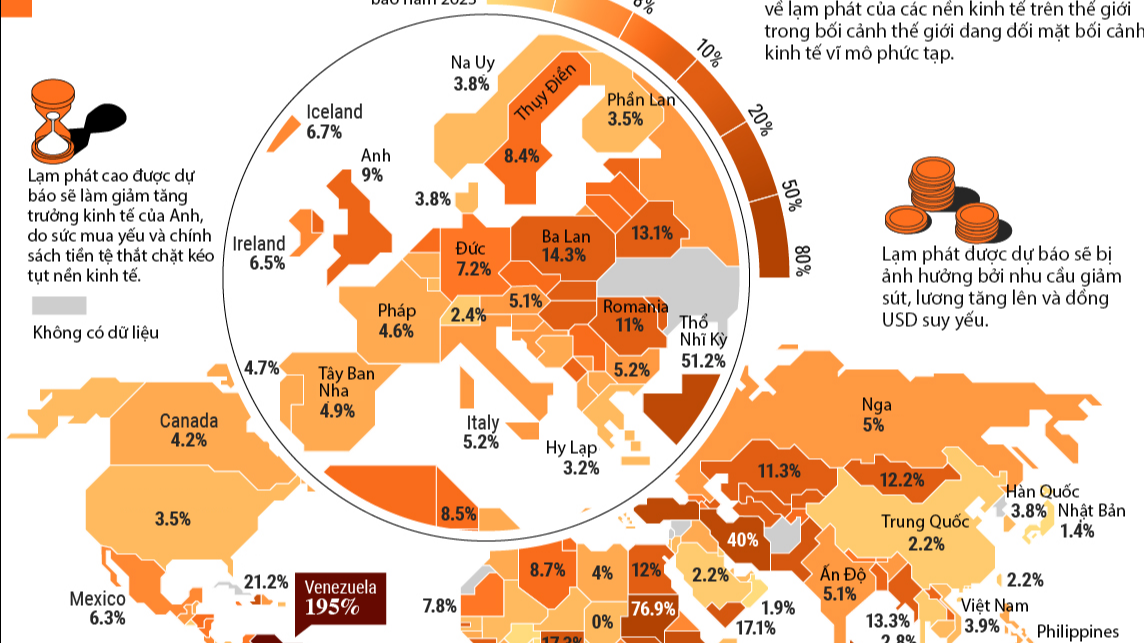 báo năm 2023
8%
10%
20%
50%
80%
về lạm phát của các nền kinh tế trên thế giới
trong bối cảnh thế giới dang dối mặt bối cảnh
kinh tế vĩ mô phức tạp.
Lạm phát cao được dự
báo sẽ làm giảm tăng
trưởng kinh tế của Anh,
do sức mua yếu và chính
sách tiền tệ thắt chặt kéo
tụt nền kinh tế.
Không có dữ liệu
Lạm phát dược dự báo sẽ bị
ảnh hưởng bởi nhu cầu giảm
sút, lương tăng lên và dồng
USD suy yếu.
Na Uy
3.8%
Thụy Điển
8.4%
Phần Lan
3.5%
Iceland
6.7%
Anh
9%
3.8%
Ireland
6.5%
Đức
7.2%
Ba Lan
14.3%
13.1%
Pháp
4.6%
2.4%
5.1%
Romania
11%
Thổ
Nhĩ Kỳ
51.2%
5.2%
4.7%
Tây Ban
Nha
4.9%
Italy
5.2%
Hy Lạp
3.2%
8.5%
Canada
4.2%
3.5%
Mexico
6.3%
21.2%
Venezuela
195%
Nga
5%
11.3%
12.2%
Hàn Quốc
3.8%
Nhật Bản
1.4%
Trung Quốc
2.2%
40%
2.2%
Ấn Độ
5.1%
2.2%
1.9%
17.1%
13.3%
2.8%
Việt Nam
3.9%
Philippines
7.8%
8.7%
4%
12%
0%
76.9%
17.3%